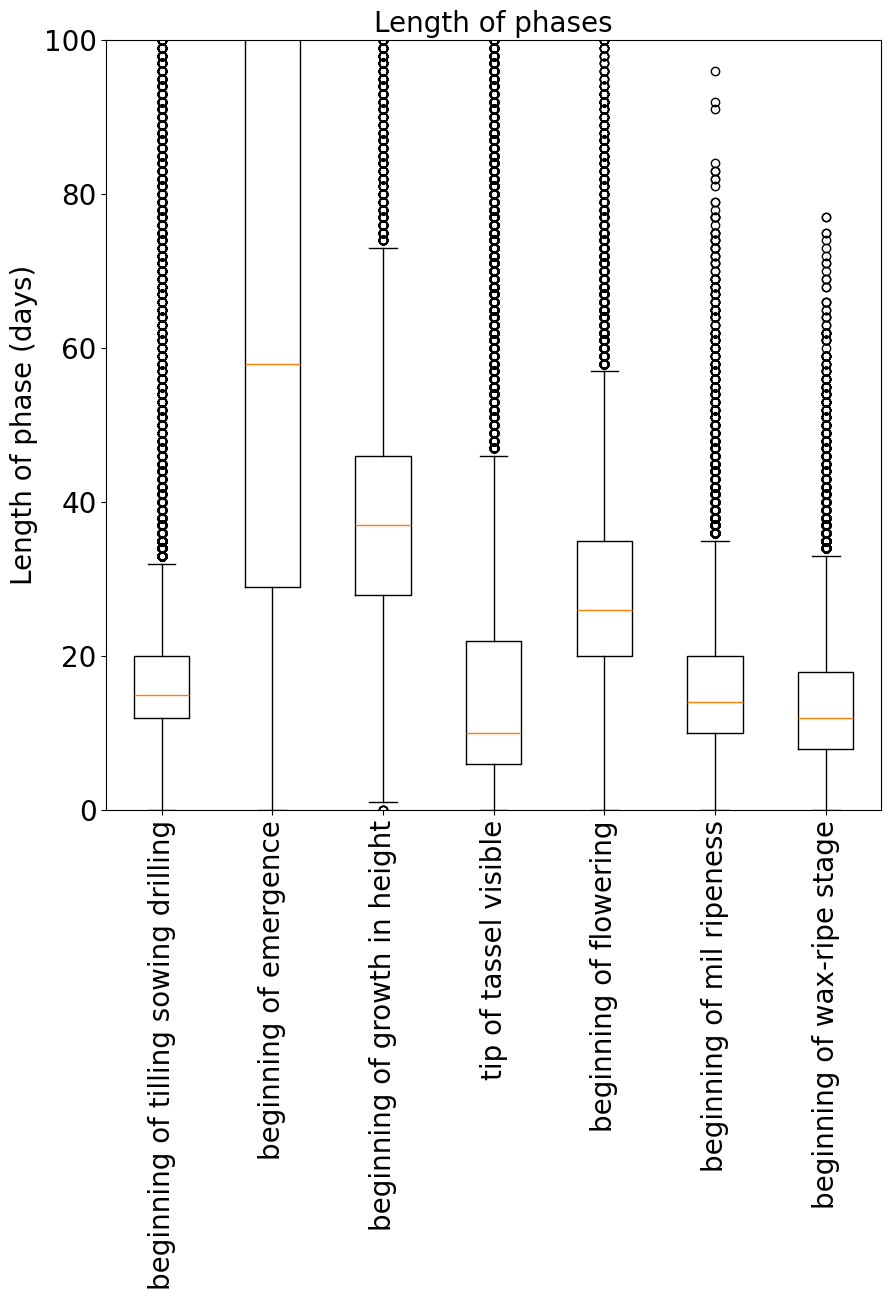 Length of phases
Length of phase (days)
100
80
60
40
20
0
beginning of tilling sowing drilling
beginning of emergence
beginning of growth in height
tip of tassel visible
beginning of flowering
beginning of mil ripeness
beginning of wax-ripe stage